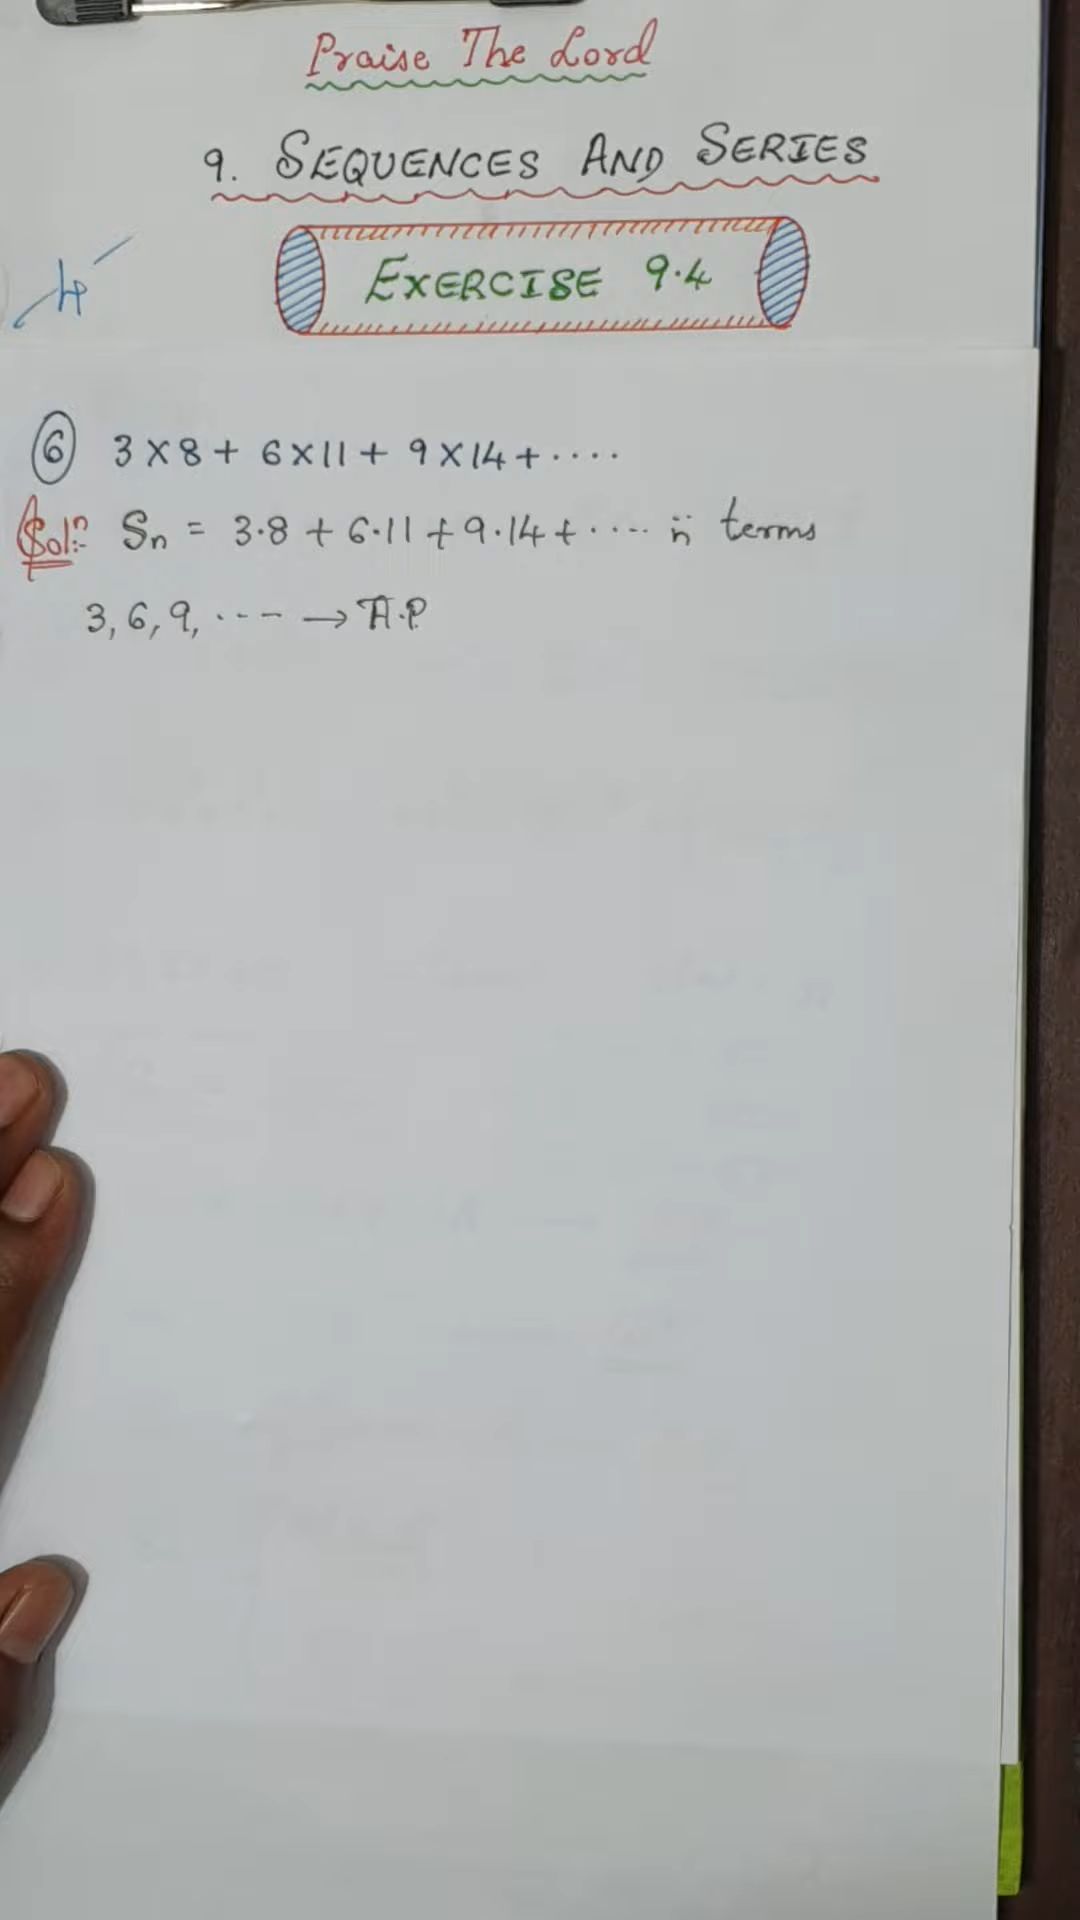 Praise The Lord
9. SEQUENCES AND SERIES
EXERCISE 9.4
6 3 × 8 + 6 × 11 + 9 × 14 + ....
Sol:- Sn = 3.8 + 6.11 + 9.14 + ..... n terms
3, 6, 9, .... → A.P